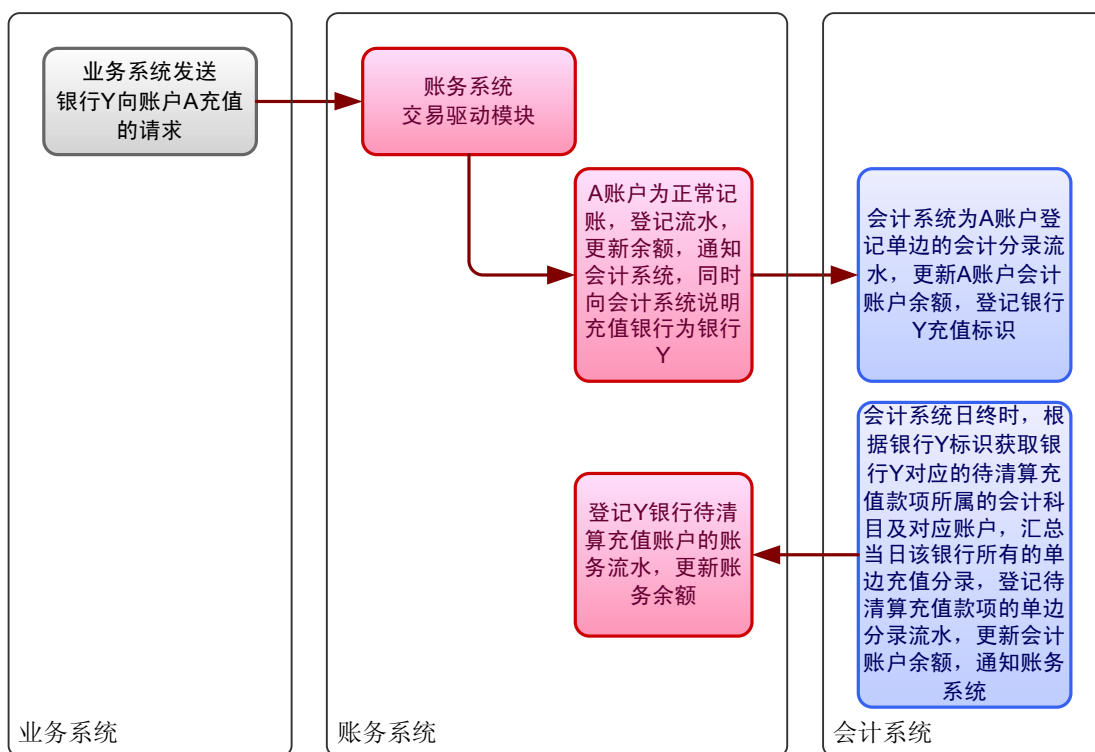 业务系统发送
银行Y向账户A充值
的请求
账务系统
交易驱动模块
A账户为正常记
账，登记流水，
更新余额，通知
会计系统，同时
向会计系统说明
充值银行为银行
Y
会计系统为A账户登
记单边的会计分录流
水，更新A账户会计
账户余额，登记银行
Y充值标识
会计系统日终时，根
据银行Y标识获取银
行Y对应的待清算充
值款项所属的会计科
目及对应账户，汇总
当日该银行所有的单
边充值分录，登记待
清算充值款项的单边
分录流水，更新会计
账户余额，通知账务
系统
登记Y银行待清
算充值账户的账
务流水，更新账
务余额
业务系统
账务系统
会计系统